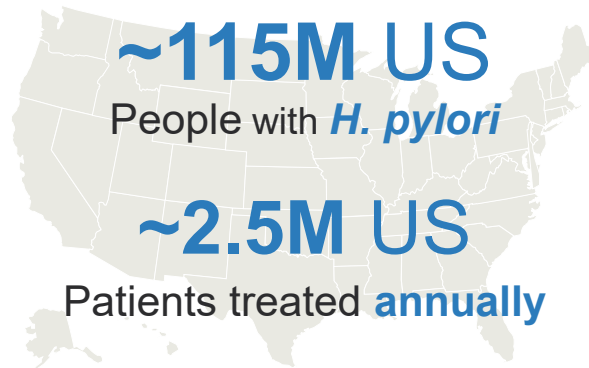 ~115M US
People with H. pylori
~2.5M US
Patients treated annually